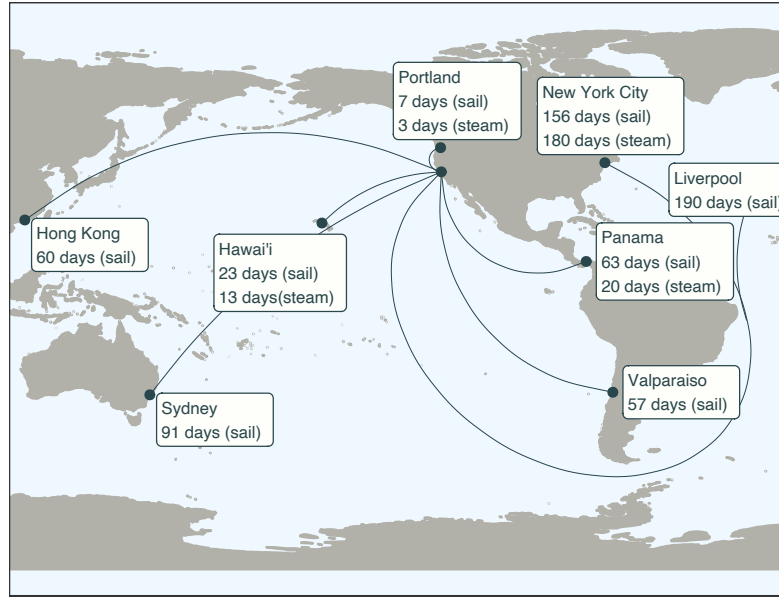 Portland
7 days (sail)
3 days (steam)
New York City
156 days (sail)
180 days (steam)
Liverpool
190 days (sail
Hong Kong
60 days (sail)
Hawai'i
23 days (sail)
13 days(steam)
Panama
63 days (sail)
20 days (steam)
Valparaiso
57 days (sail)
Sydney
91 days (sail)